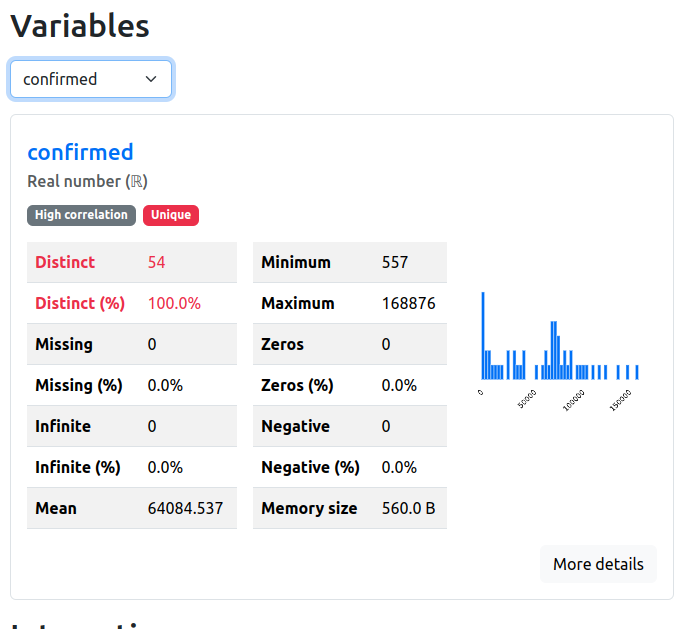 Variables
confirmed
confirmed
Real number (ℝ)
High correlation Unique
Distinct 54
Distinct (%) 100.0%
Missing 0
Missing (%) 0.0%
Infinite 0
Infinite (%) 0.0%
Mean 64084.537
Minimum 557
Maximum 168876
Zeros 0
Zeros (%) 0.0%
Negative 0
Negative (%) 0.0%
Memory size 560.0 B
0 50000 100000 150000
More details